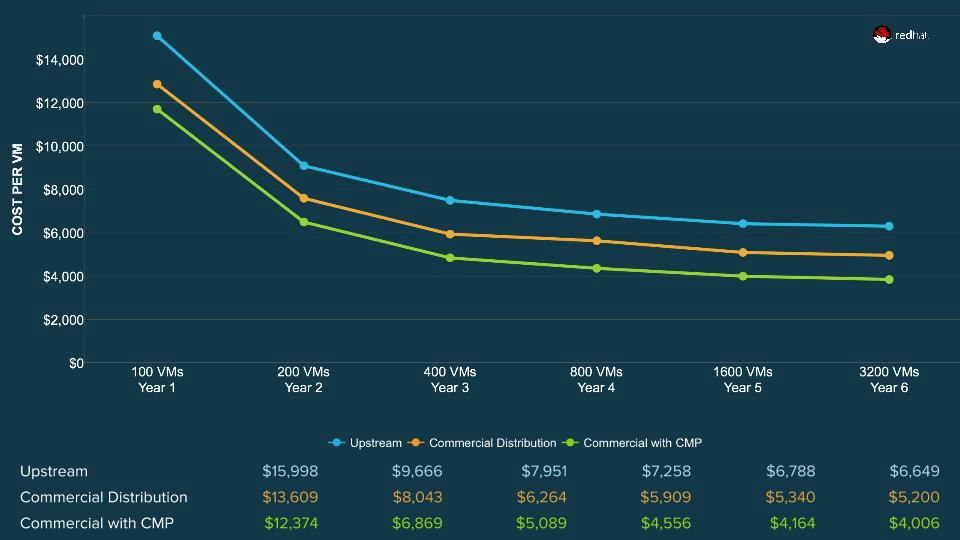 redhat.
$14,000
$12,000
$10,000
$8,000
$6,000
$4,000
$2,000
$0
COST PER VM
100 VMs 200 VMs 400 VMs 800 VMs 1600 VMs 3200 VMs
Year 1 Year 2 Year 3 Year 4 Year 5 Year 6
Upstream Commercial Distribution Commercial with CMP
Upstream $15,998 $9,666 $7,951 $7,258 $6,788 $6,649
Commercial Distribution $13,609 $8,043 $6,264 $5,909 $5,340 $5,200
Commercial with CMP $12,374 $6,869 $5,089 $4,556 $4,164 $4,006